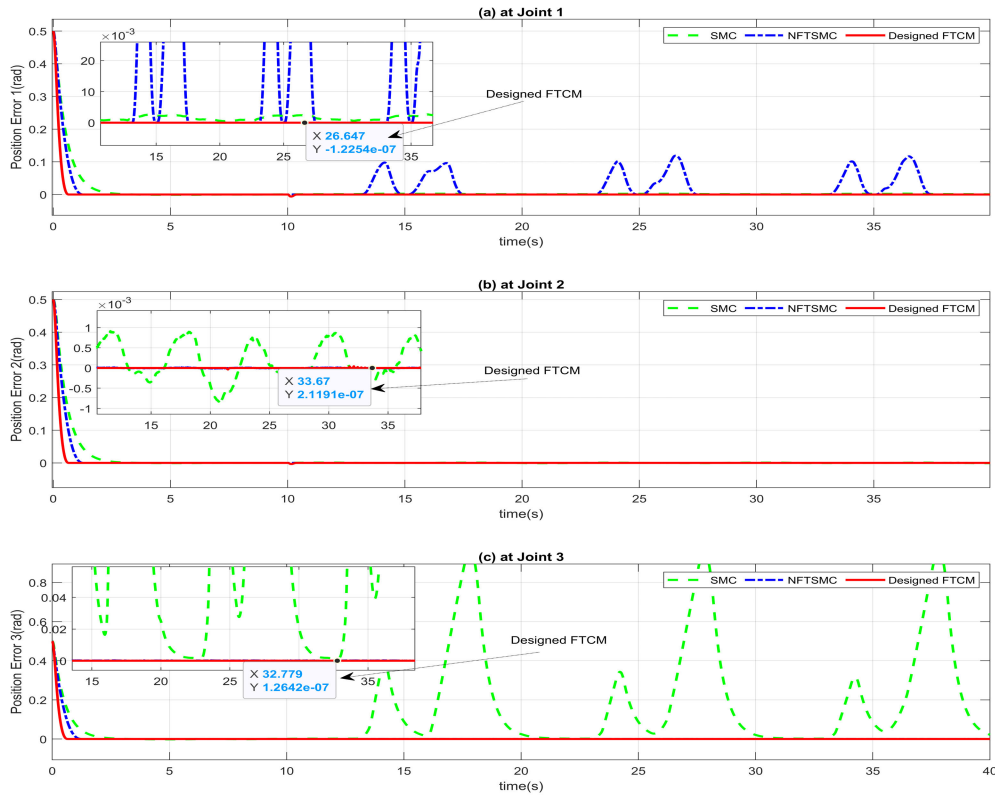 (a) at Joint 1
SMC NFTSMC Designed FTCM
Position Error 1(rad)
0.5
0.4
0.3
0.2
0.1
0
×10⁻³
20
10
0
15 20 25 30 35
X 26.647
Y -1.2254e-07
Designed FTCM
0 5 10 15 20 25 30 35
time(s)
(b) at Joint 2
SMC NFTSMC Designed FTCM
Position Error 2(rad)
0.5
0.4
0.3
0.2
0.1
0
×10⁻³
1
0.5
0
-0.5
-1
15 20 25 30 35
X 33.67
Y 2.1191e-07
Designed FTCM
0 5 10 15 20 25 30 35
time(s)
(c) at Joint 3
SMC NFTSMC Designed FTCM
Position Error 3(rad)
0.8
0.6
0.4
0.2
0
0.04
0.02
0
15 20 25 30 35
X 32.779
Y 1.2642e-07
Designed FTCM
0 5 10 15 20 25 30 35 40
time(s)